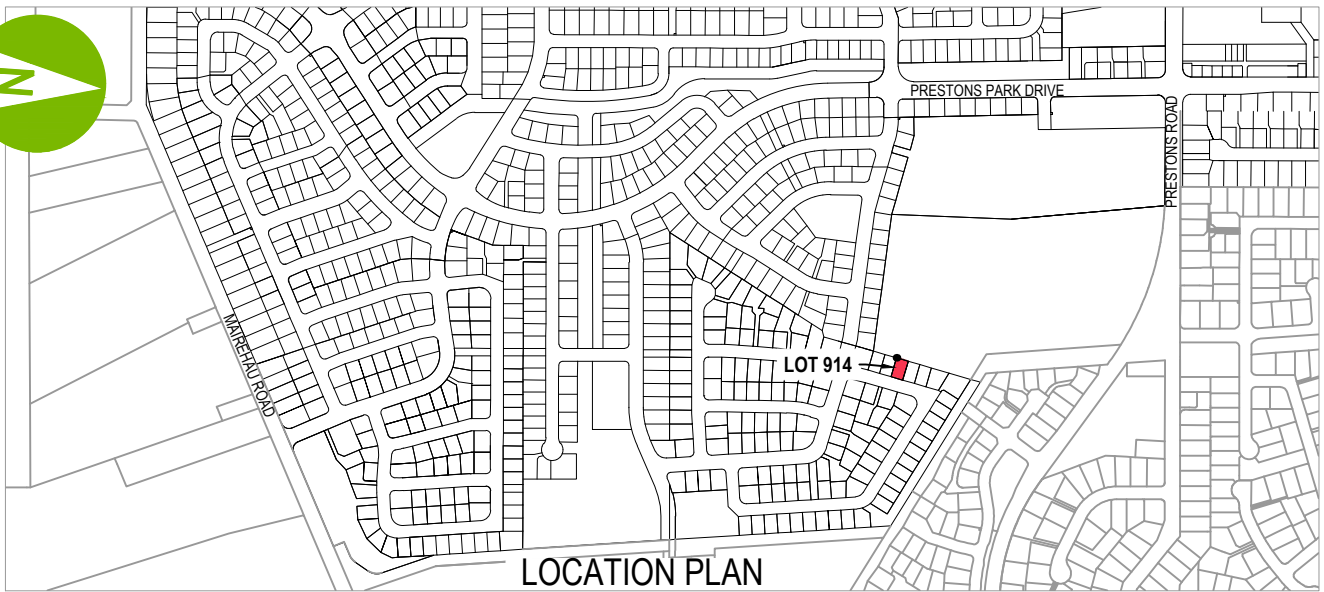 N
PRESTONS PARK DRIVE
PRESTONS ROAD
MAIREHAU ROAD
LOT 914
LOCATION PLAN